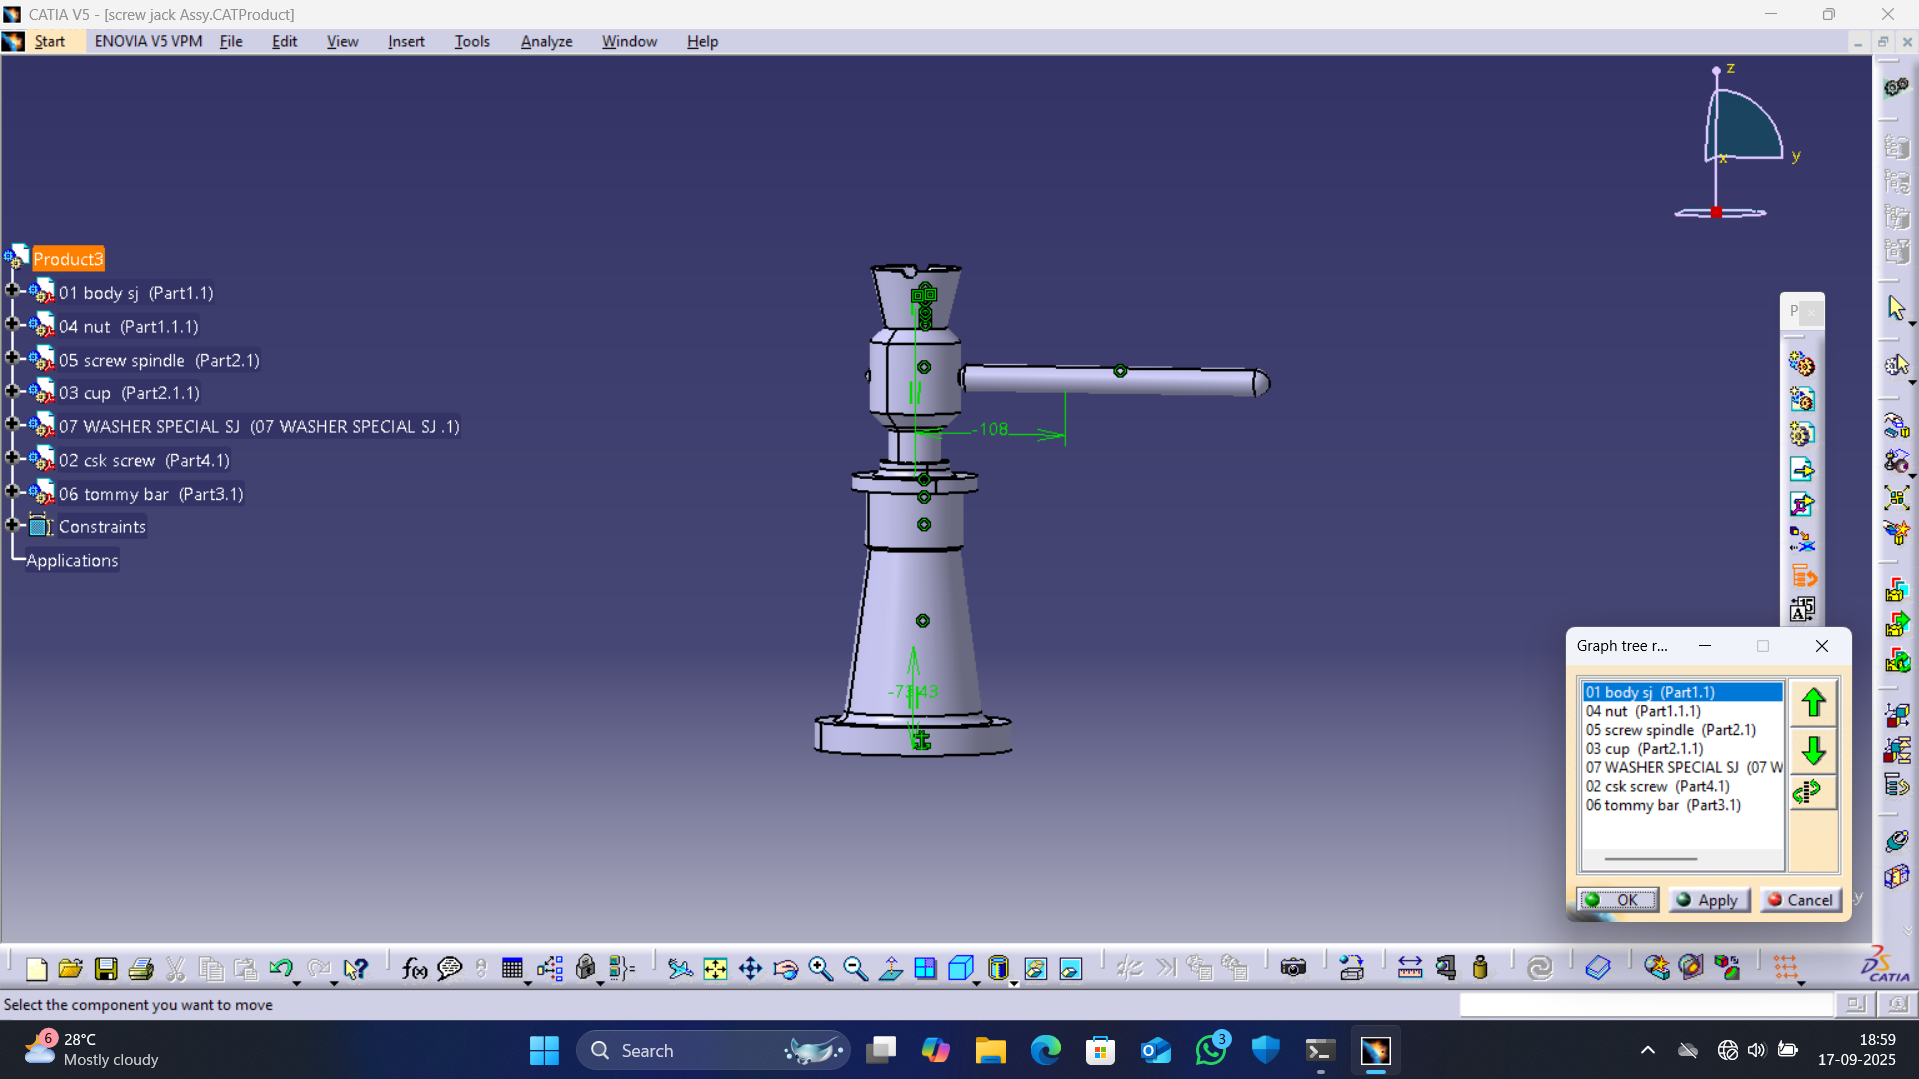 CATIA V5 - [screw jack Assy.CATProduct]
Start ENOVIA V5 VPM File Edit View Insert Tools Analyze Window Help
z
x
y
Product3
01 body sj (Part1.1)
04 nut (Part1.1.1)
05 screw spindle (Part2.1)
03 cup (Part2.1.1)
07 WASHER SPECIAL SJ (07 WASHER SPECIAL SJ .1)
02 csk screw (Part4.1)
06 tommy bar (Part3.1)
Constraints
Applications
-108
P
Graph tree r...
01 body sj (Part1.1)
04 nut (Part1.1.1)
05 screw spindle (Part2.1)
03 cup (Part2.1.1)
07 WASHER SPECIAL SJ (07 W
02 csk screw (Part4.1)
06 tommy bar (Part3.1)
OK Apply Cancel
y
f(x)
CATIA
Select the component you want to move
6
28°C
Mostly cloudy
Search
3
18:59
17-09-2025